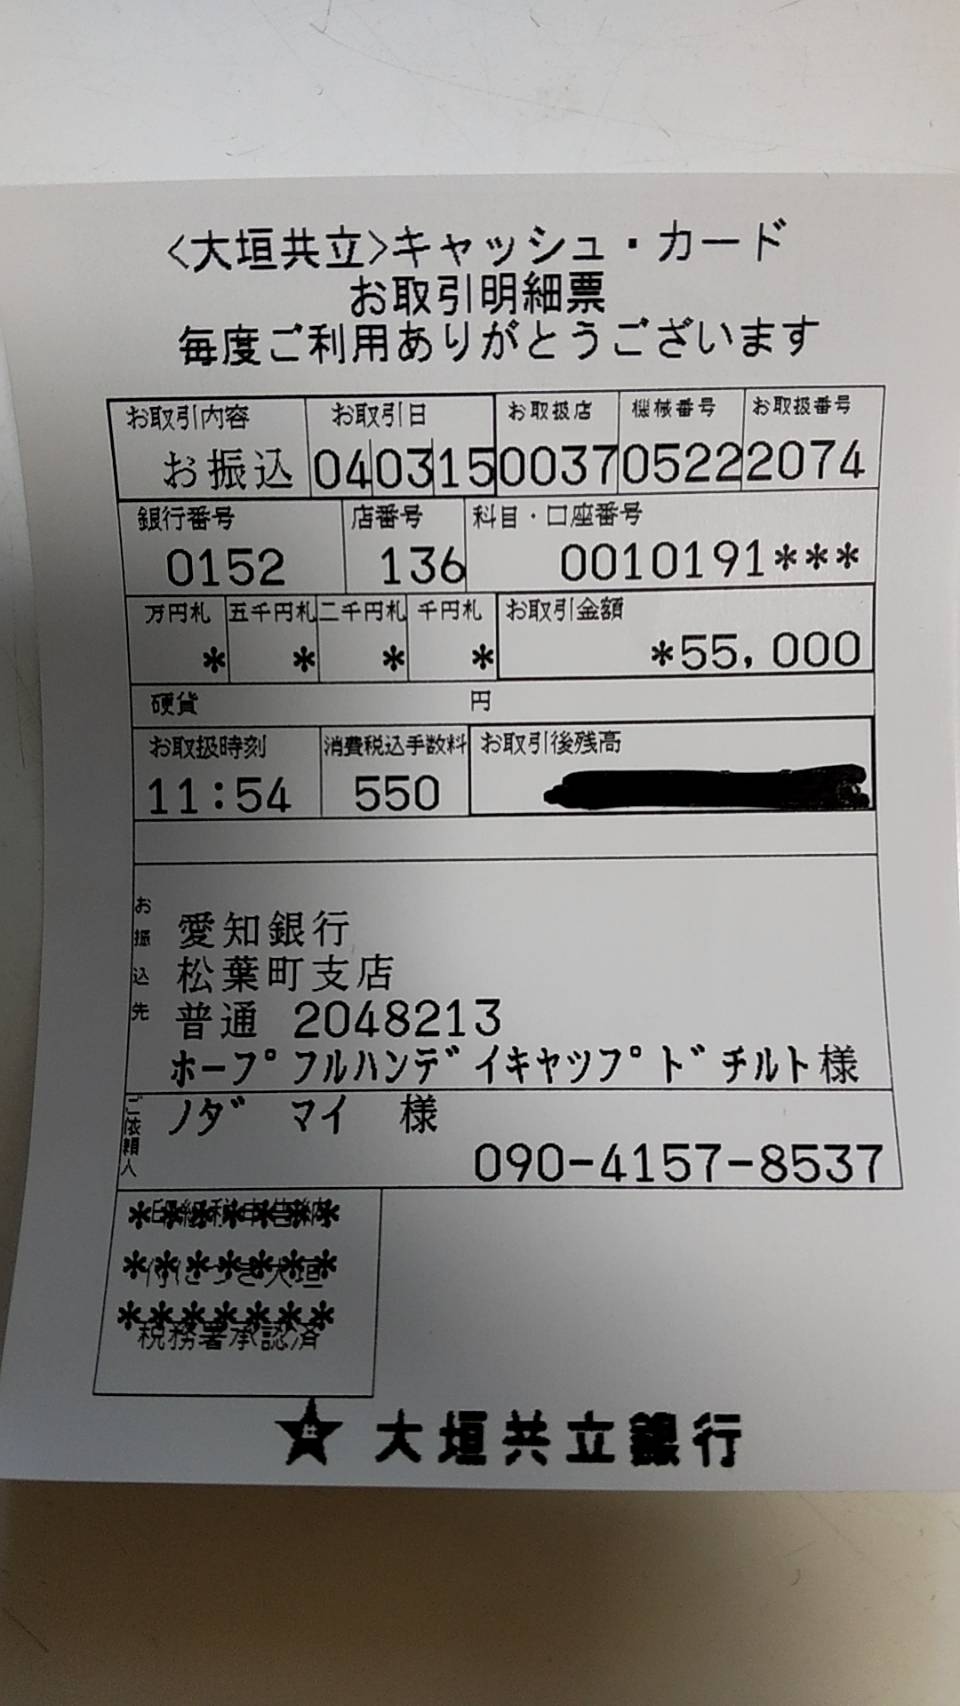 <大垣共立>キャッシュ・カード
お取引明細票
毎度ご利用ありがとうございます
お取引内容 お取引日 お取扱店 機械番号 お取扱番号
お振込 04 03 15 0037 0522 2074
銀行番号 店番号 科目・口座番号
0152 136 0010191***
万円札 五千円札 二千円札 千円札 お取引金額
* * * * *55,000
硬貨 円
お取扱時刻 消費税込手数料 お取引後残高
11:54 550
お振込先
愛知銀行
松葉町支店
普通 2048213
ホープフルハンデイキャップドチルト様
ご依頼人
ノダ マイ 様
090-4157-8537
*******
*******
*******
税務署承認済
大垣共立銀行